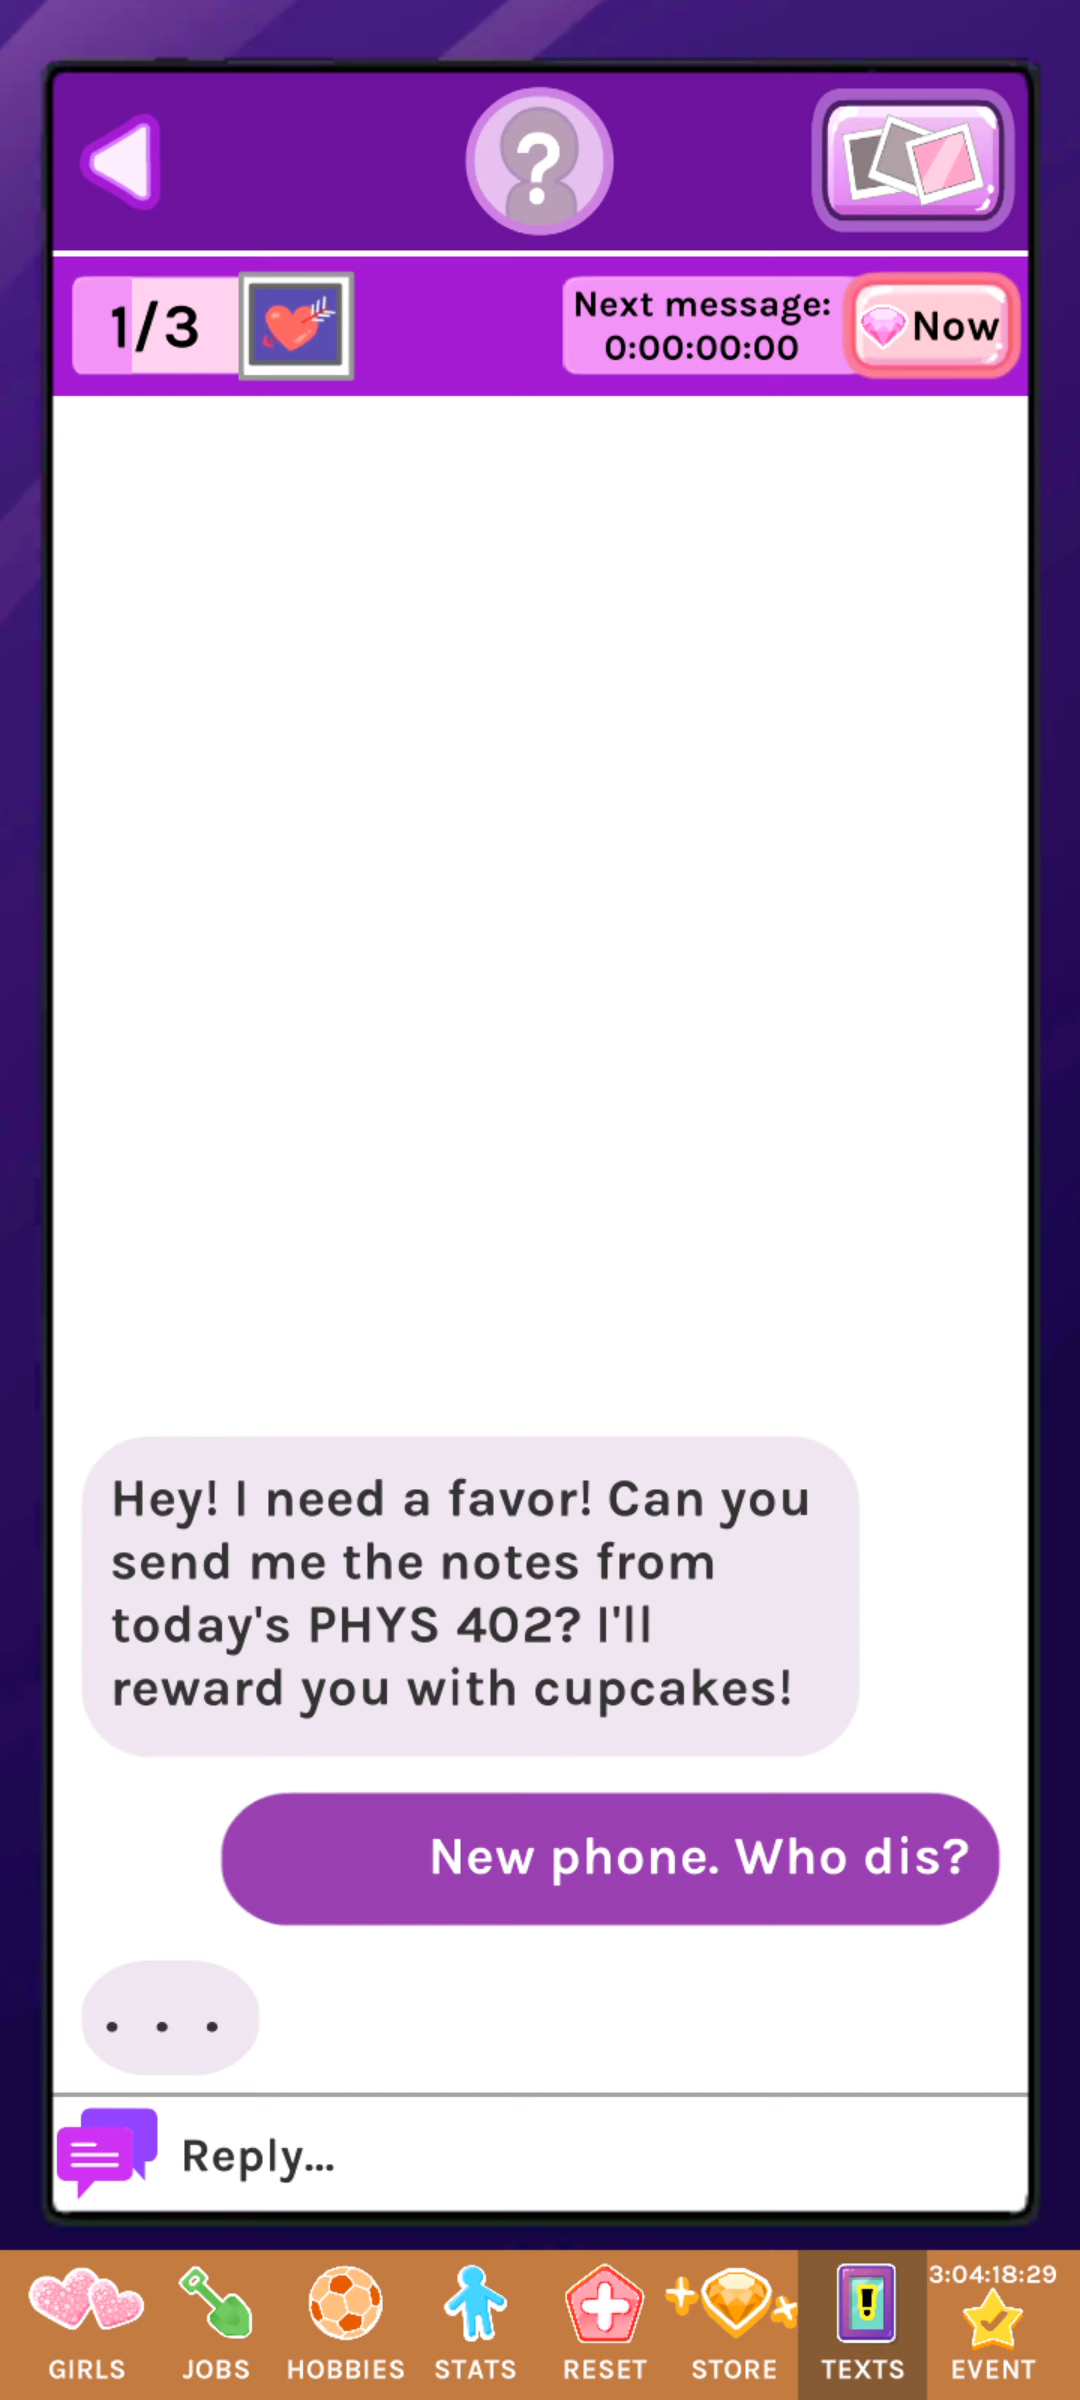 ?
1/3
Next message:
0:00:00:00
Now
Hey! I need a favor! Can you
send me the notes from
today's PHYS 402? I'll
reward you with cupcakes!
New phone. Who dis?
. . .
Reply...
3:04:18:29
GIRLS JOBS HOBBIES STATS RESET STORE TEXTS EVENT